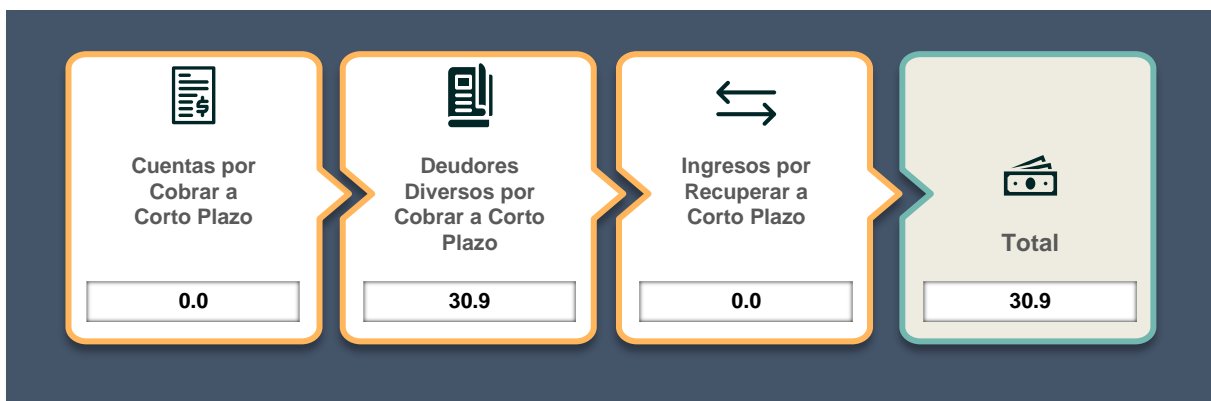 Cuentas por
Cobrar a
Corto Plazo
0.0
Deudores
Diversos por
Cobrar a Corto
Plazo
30.9
Ingresos por
Recuperar a
Corto Plazo
0.0
Total
30.9